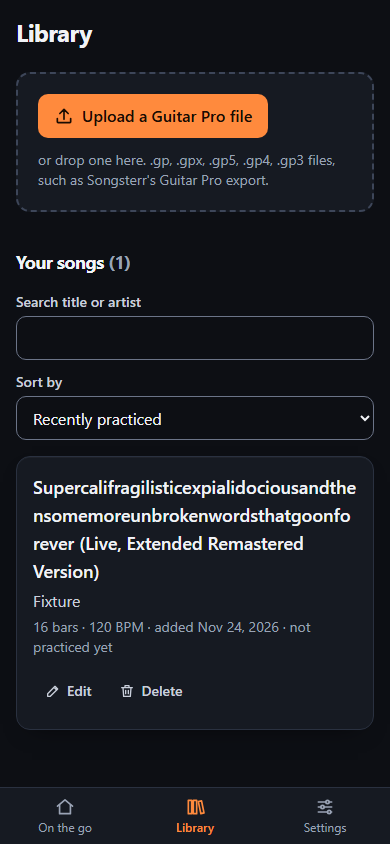 Library
Upload a Guitar Pro file
or drop one here. .gp, .gpx, .gp5, .gp4, .gp3 files,
such as Songsterr's Guitar Pro export.
Your songs (1)
Search title or artist
Sort by
Recently practiced
Supercalifragilisticexpialidociousandthe
nsomemoreunbrokenwordsthatgoonfo
rever (Live, Extended Remastered
Version)
Fixture
16 bars · 120 BPM · added Nov 24, 2026 · not
practiced yet
Edit Delete
On the go Library Settings